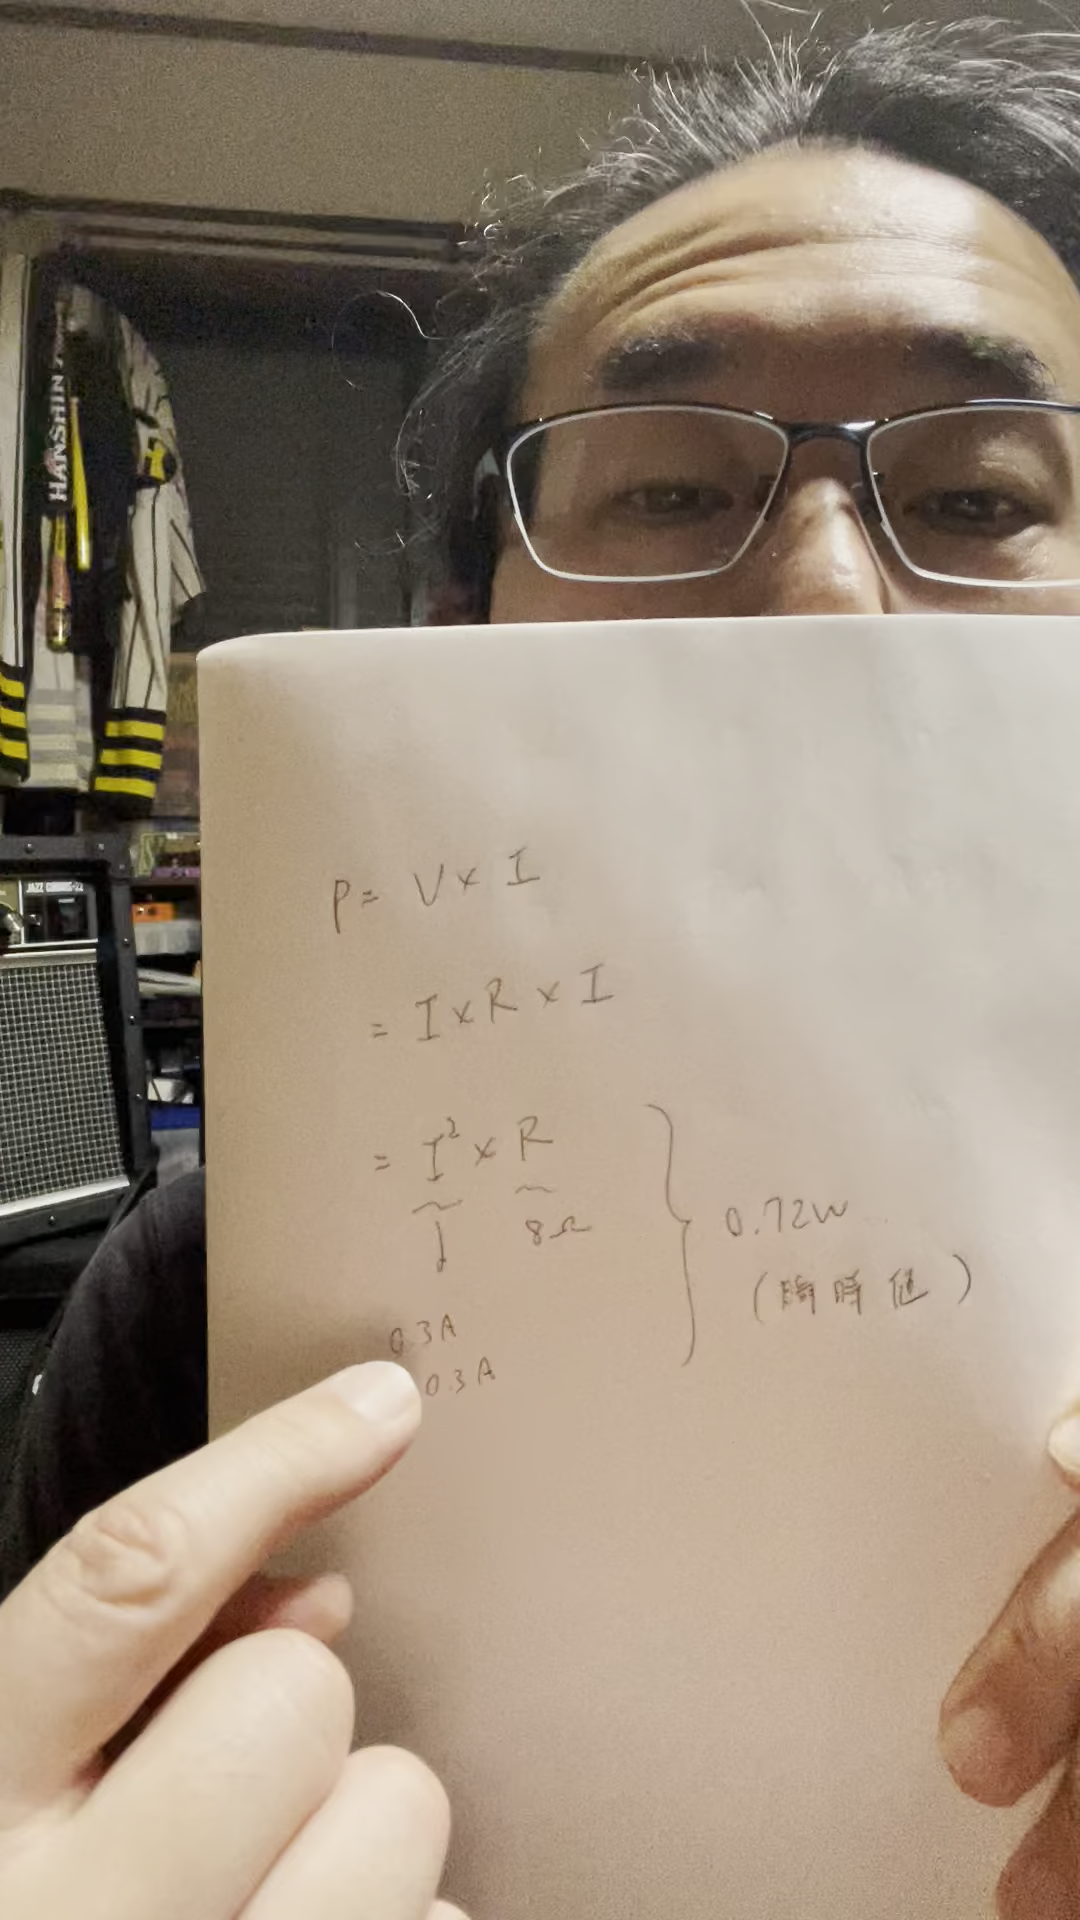 HANSHIN
JAZZ CHORUS-22
P = V × I
= I × R × I
= I² × R
8Ω
0.3A
0.3A
0.72W
(瞬時値)